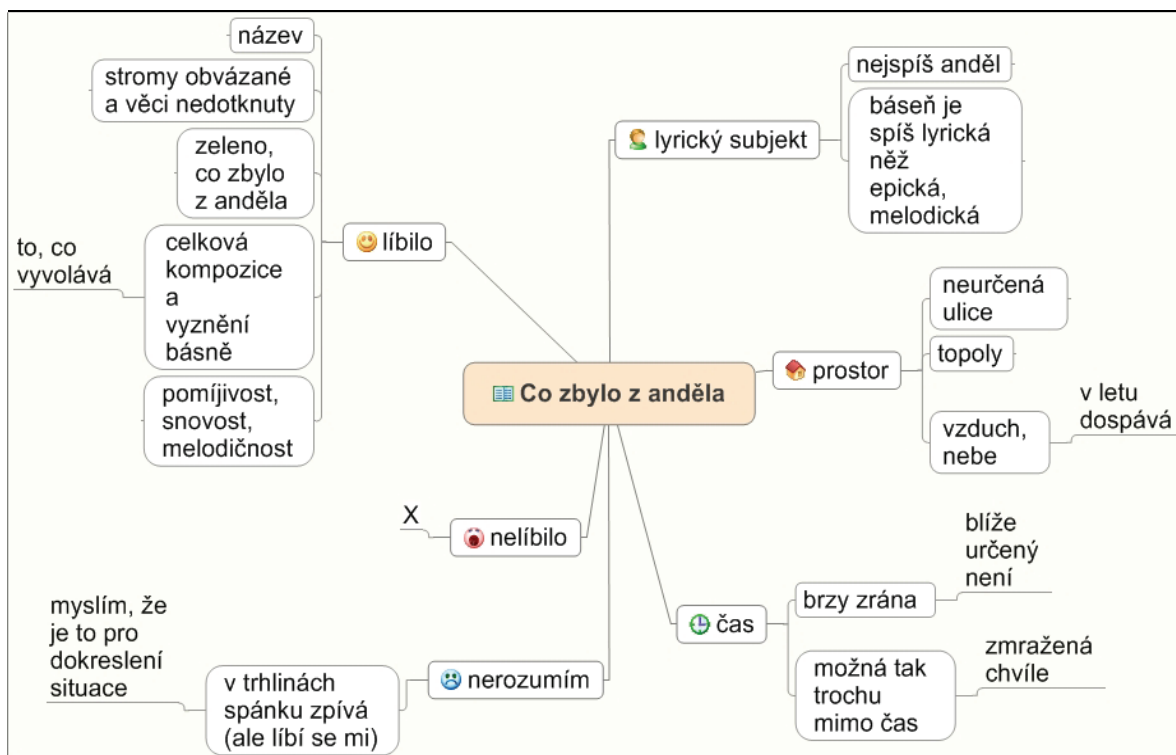 název
stromy obvázané
a věci nedotknuty
zeleno,
co zbylo
z anděla
líbilo
to, co
vyvolává
celková
kompozice
a
vyznění
básně
pomíjivost,
snovost,
melodičnost
lyrický subjekt
nejspíš anděl
báseň je
spíš lyrická
něž
epická,
melodická
Co zbylo z anděla
prostor
neurčená
ulice
topoly
vzduch,
nebe
v letu
dospává
X
nelíbilo
čas
brzy zrána
blíže
určený
není
možná tak
trochu
mimo čas
zmražená
chvíle
nerozumím
v trhlinách
spánku zpívá
(ale líbí se mi)
myslím, že
je to pro
dokreslení
situace